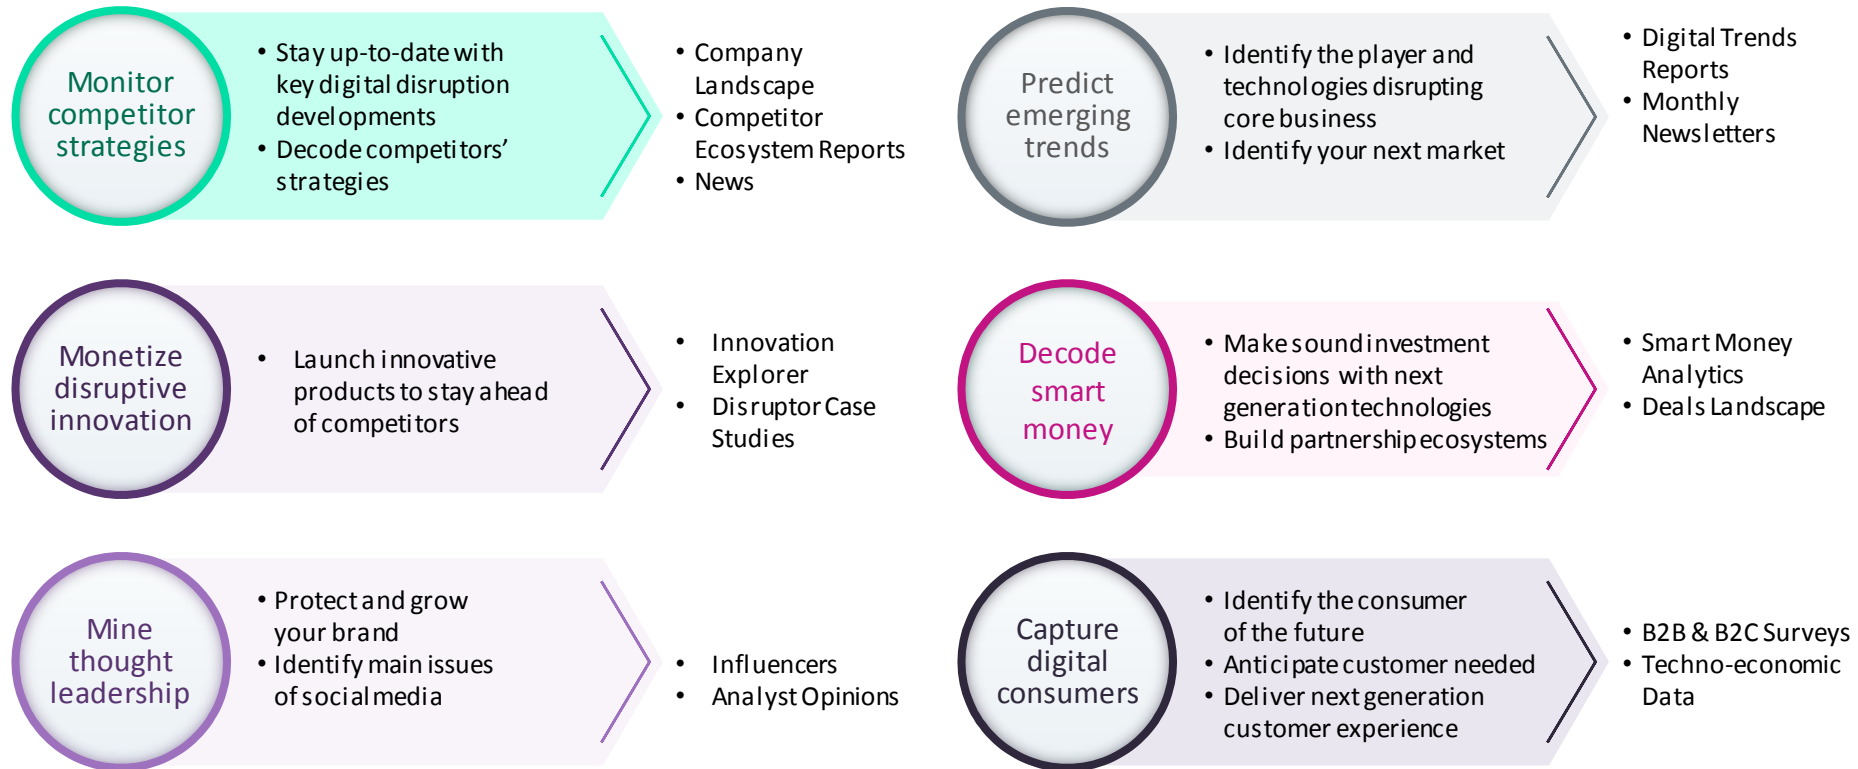 Monitor
competitor
strategies
• Stay up-to-date with
key digital disruption
developments
• Decode competitors’
strategies
• Company
Landscape
• Competitor
Ecosystem Reports
• News
Predict
emerging
trends
• Identify the player and
technologies disrupting
core business
• Identify your next market
• Digital Trends
Reports
• Monthly
Newsletters
Monetize
disruptive
innovation
• Launch innovative
products to stay ahead
of competitors
• Innovation
Explorer
• Disruptor Case
Studies
Decode
smart
money
• Make sound investment
decisions with next
generation technologies
• Build partnership ecosystems
• Smart Money
Analytics
• Deals Landscape
Mine
thought
leadership
• Protect and grow
your brand
• Identify main issues
of social media
• Influencers
• Analyst Opinions
Capture
digital
consumers
• Identify the consumer
of the future
• Anticipate customer needed
• Deliver next generation
customer experience
• B2B & B2C Surveys
• Techno-economic
Data